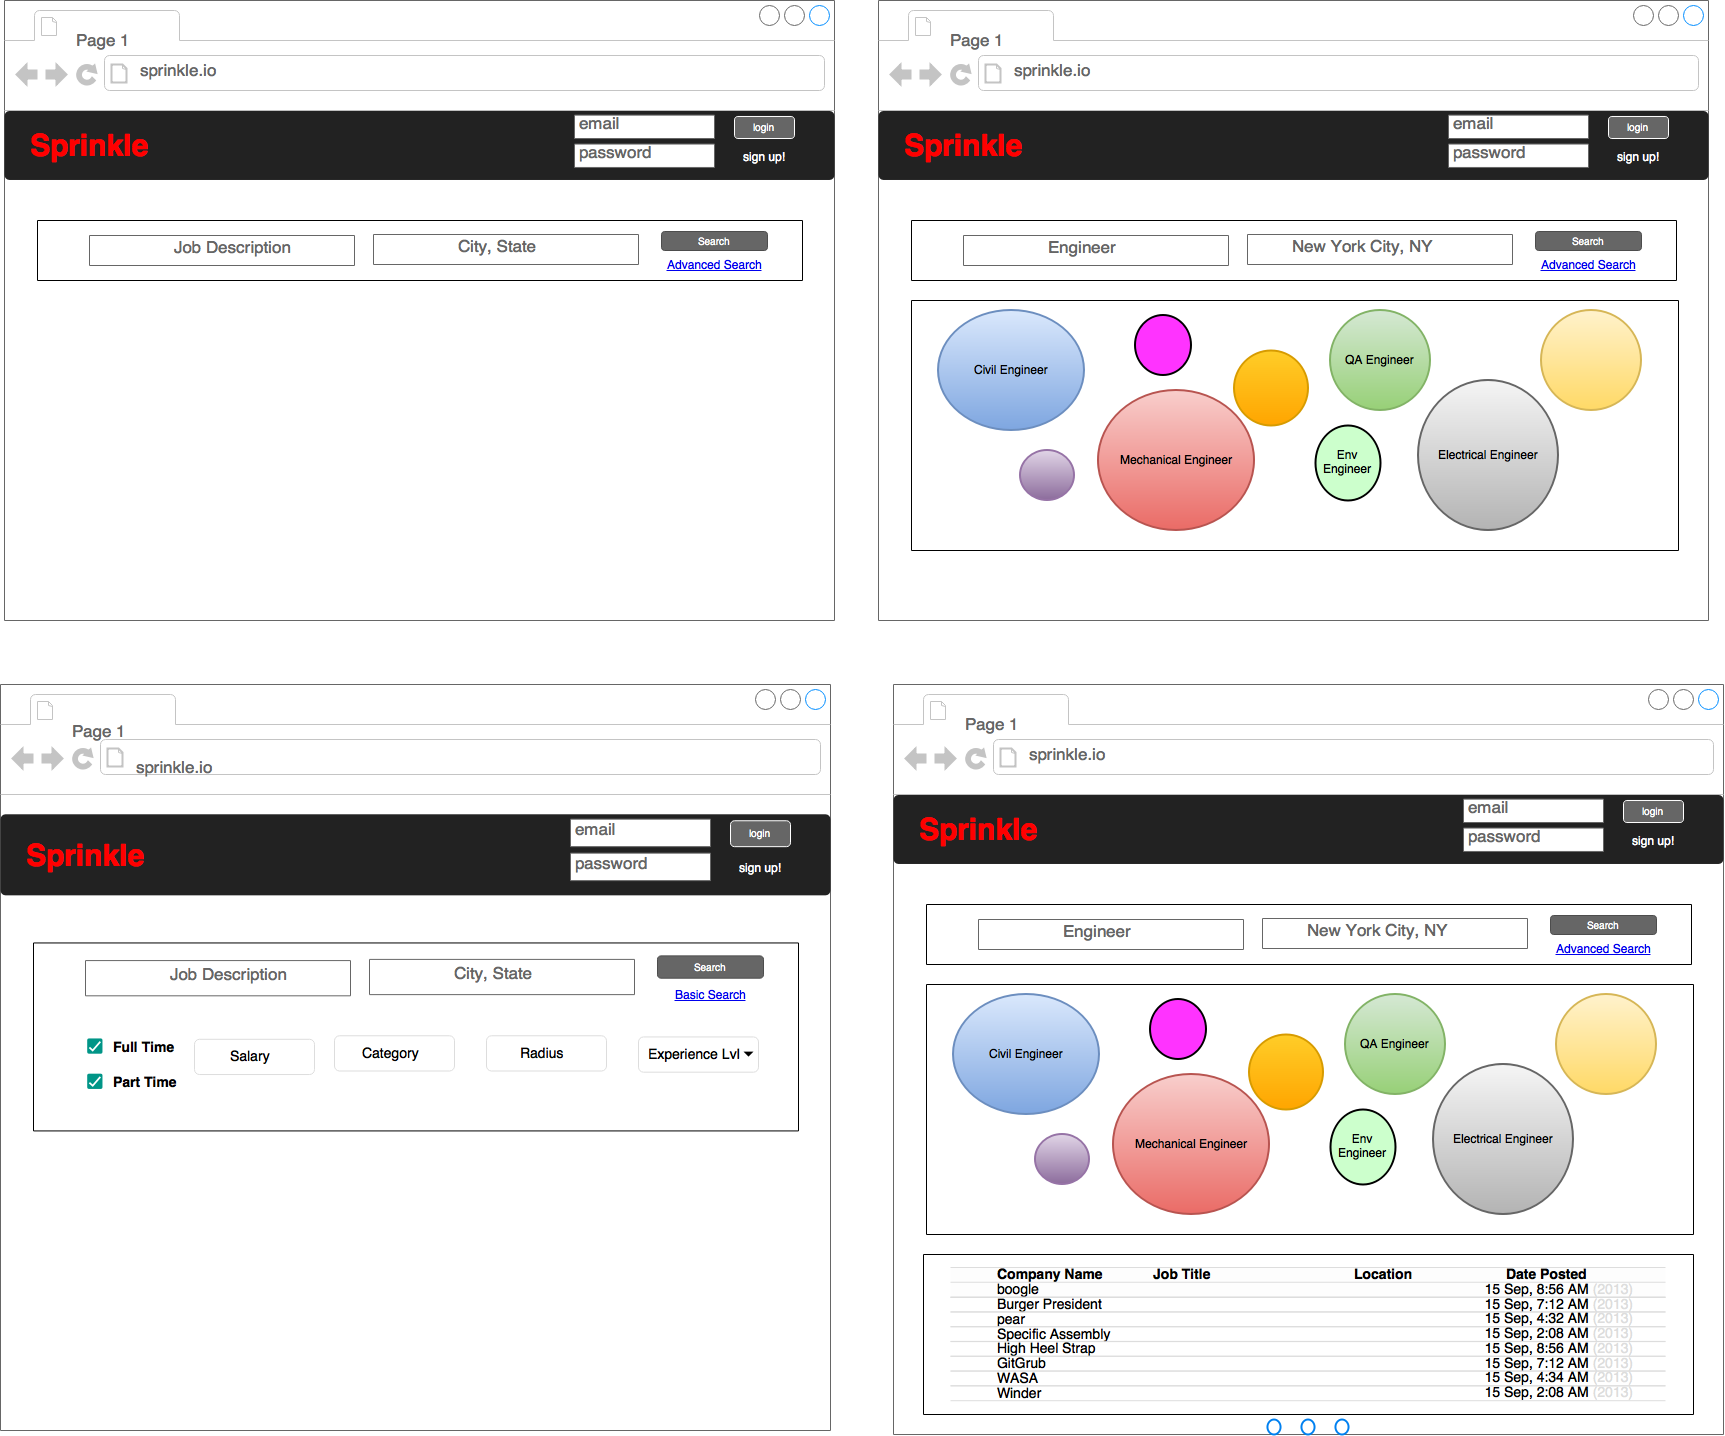 Page 1
sprinkle.io
Sprinkle
email
login
password
sign up!
Job Description
City, State
Search
Advanced Search
Page 1
sprinkle.io
Sprinkle
email
login
password
sign up!
Engineer
New York City, NY
Search
Advanced Search
Civil Engineer
QA Engineer
Mechanical Engineer
Env
Engineer
Electrical Engineer
Page 1
sprinkle.io
Sprinkle
email
login
password
sign up!
Job Description
City, State
Search
Basic Search
Full Time
Salary
Category
Radius
Experience Lvl
Part Time
Page 1
sprinkle.io
Sprinkle
email
login
password
sign up!
Engineer
New York City, NY
Search
Advanced Search
Civil Engineer
QA Engineer
Mechanical Engineer
Env
Engineer
Electrical Engineer
Company Name Job Title Location Date Posted
boogle 15 Sep, 8:56 AM (2013)
Burger President 15 Sep, 7:12 AM (2013)
pear 15 Sep, 4:32 AM (2013)
Specific Assembly 15 Sep, 2:08 AM (2013)
High Heel Strap 15 Sep, 8:56 AM (2013)
GitGrub 15 Sep, 7:12 AM (2013)
WASA 15 Sep, 4:34 AM (2013)
Winder 15 Sep, 2:08 AM (2013)